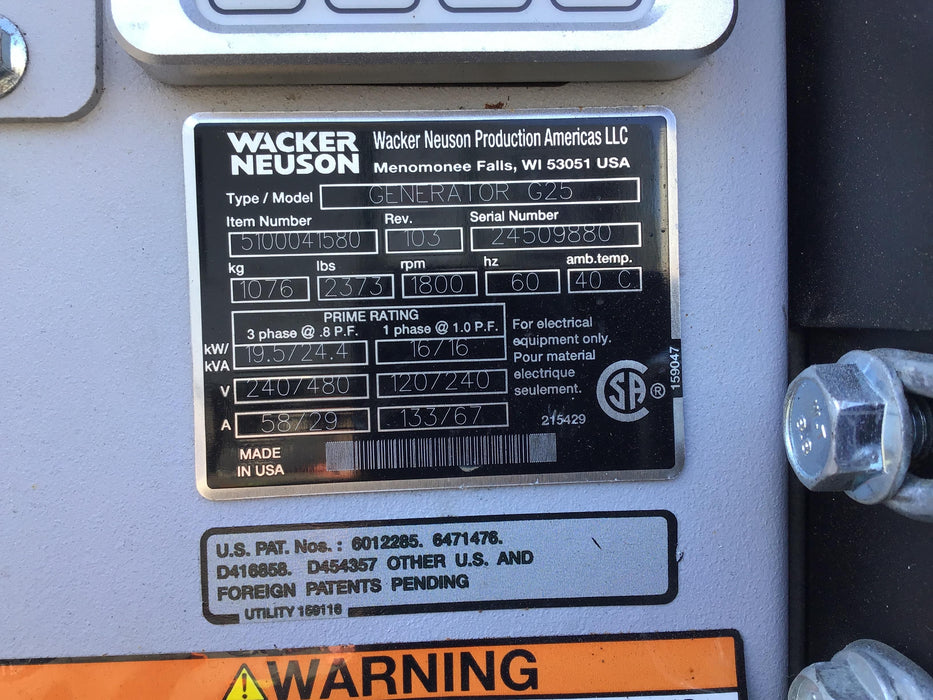 WACKER NEUSON
Wacker Neuson Production Americas LLC
Menomonee Falls, WI 53051 USA
Type / Model GENERATOR G25
Item Number Rev. Serial Number
5100041580 103 24509880
kg lbs rpm hz amb.temp.
1076 2373 1800 60 40 C
PRIME RATING
3 phase @ .8 P.F. 1 phase @ 1.0 P.F.
kW/kVA 19.5/24.4 16/16
V 240/480 120/240
A 58/29 133/67
For electrical
equipment only.
Pour material
electrique
seulement.
SA ®
159047
215429
MADE
IN USA
U.S. PAT. Nos. : 6012285. 6471476.
D416858. D454357 OTHER U.S. AND
FOREIGN PATENTS PENDING
UTILITY 159116
WARNING